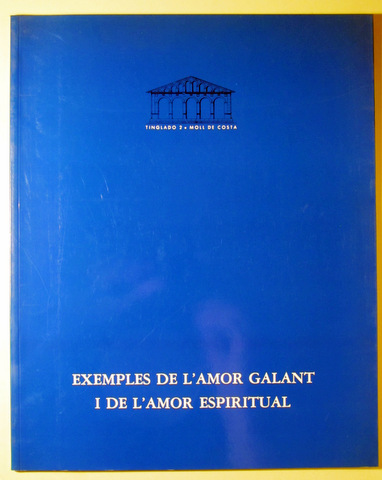 TINGLADO 2 • MOLL DE COSTA
EXEMPLES DE L'AMOR GALANT
I DE L'AMOR ESPIRITUAL